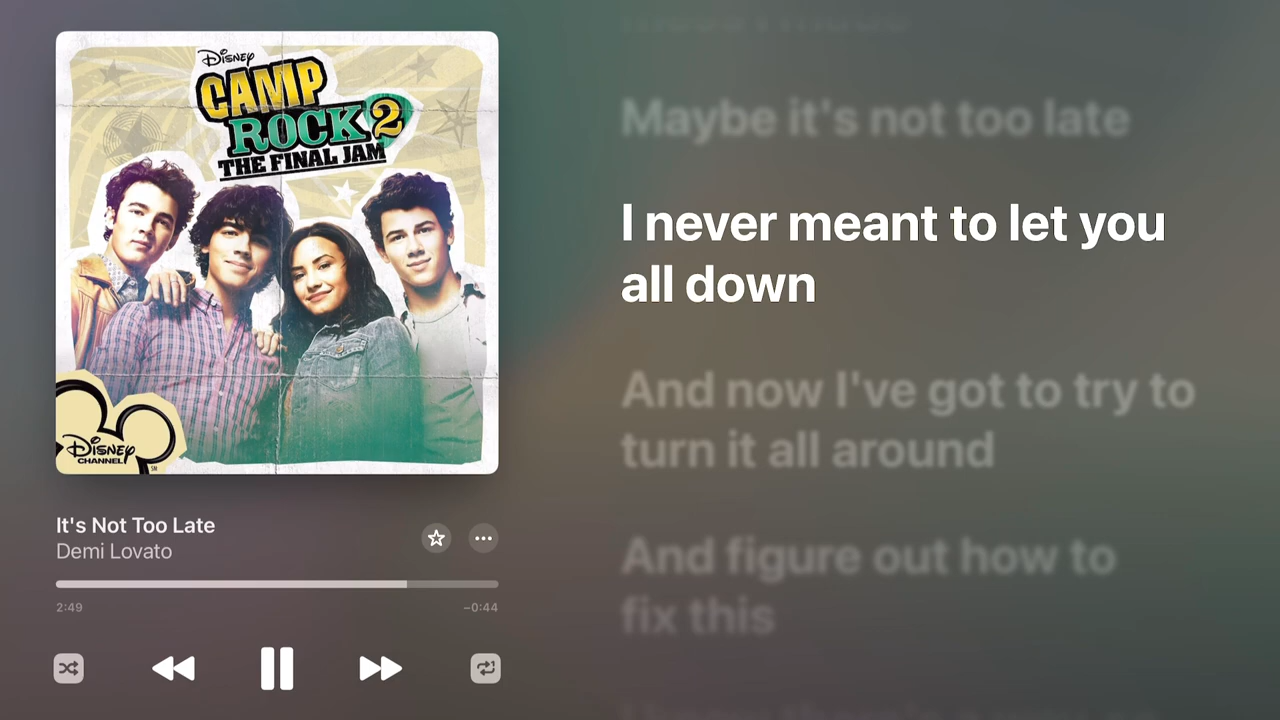 Disney
CAMP
ROCK 2
THE FINAL JAM
Disney
CHANNEL
SM
It's Not Too Late
Demi Lovato
2:49
−0:44
Maybe it's not too late
I never meant to let you
all down
And now I've got to try to
turn it all around
And figure out how to
fix this